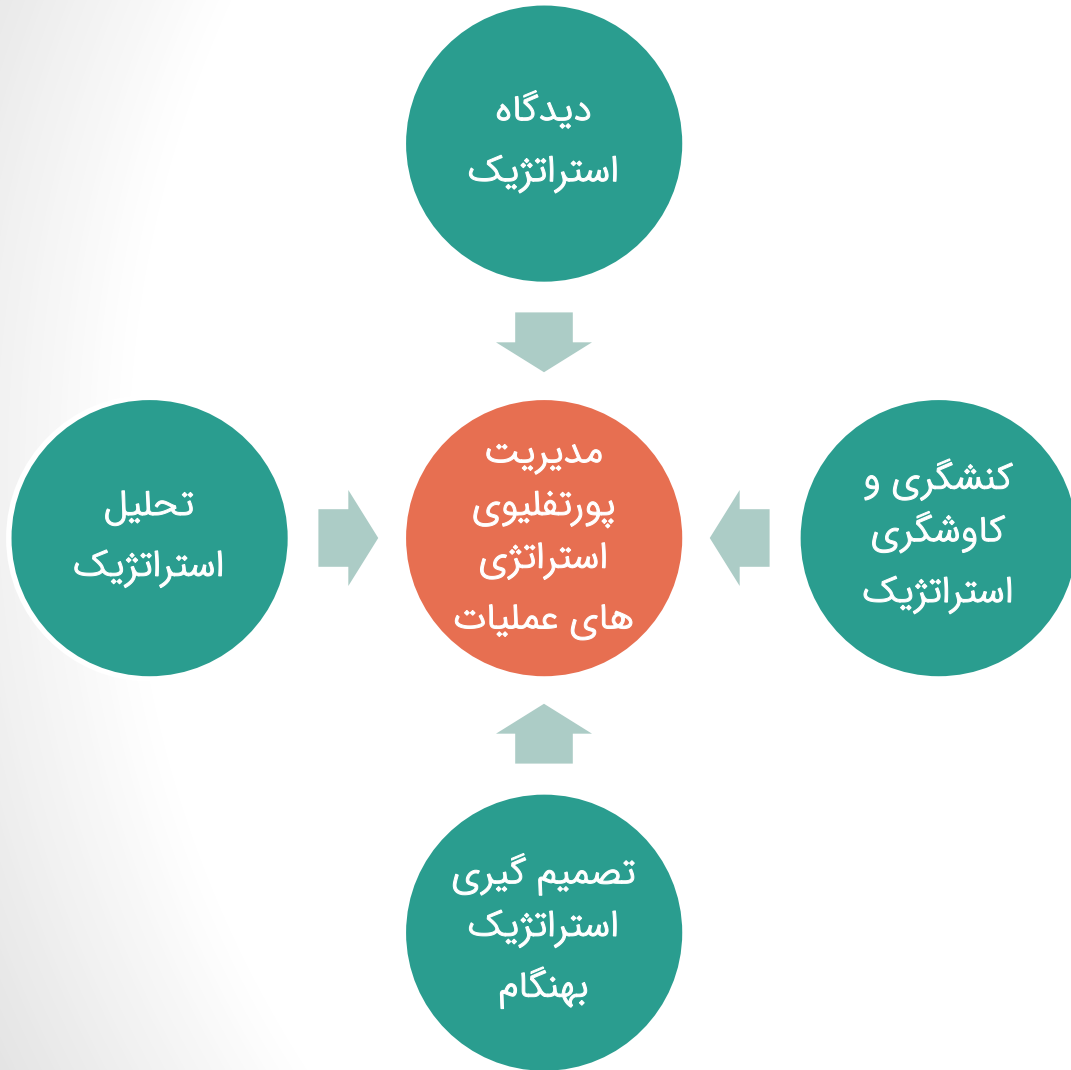 دیدگاه
استراتژیک
کنشگری و
کاوشگری
استراتژیک
مدیریت
پورتفلیوی
استراتژی
های عملیات
تحلیل
استراتژیک
تصمیم گیری
استراتژیک
بهنگام